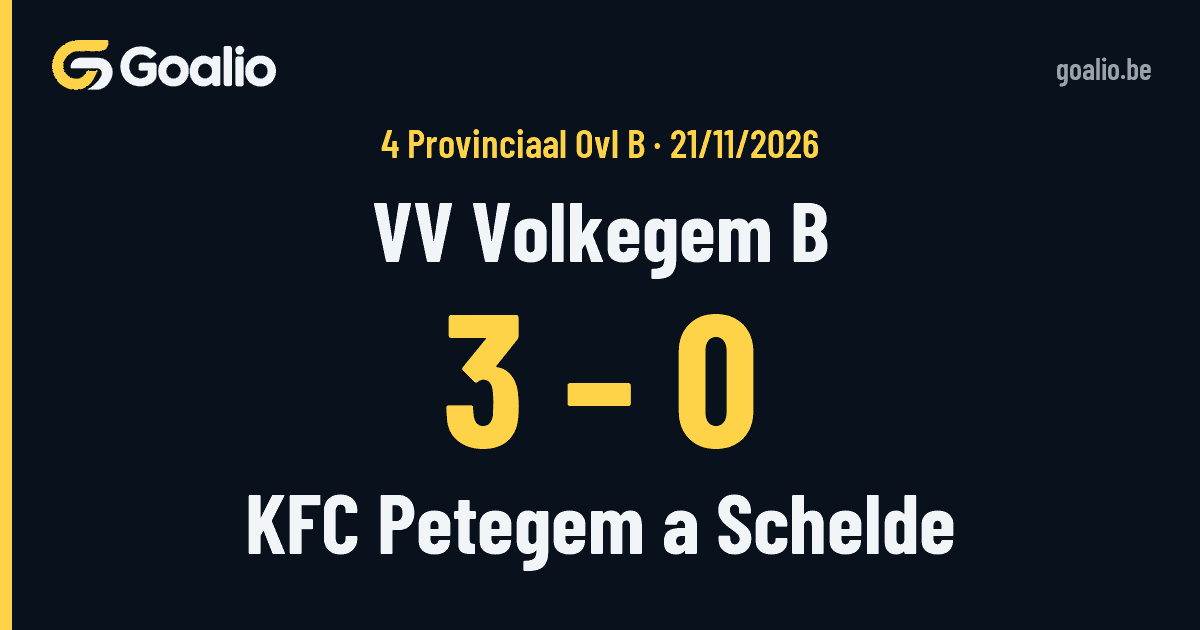 Goalio
goalio.be
4 Provinciaal Ovl B · 21/11/2026
VV Volkegem B
3 – 0
KFC Petegem a Schelde